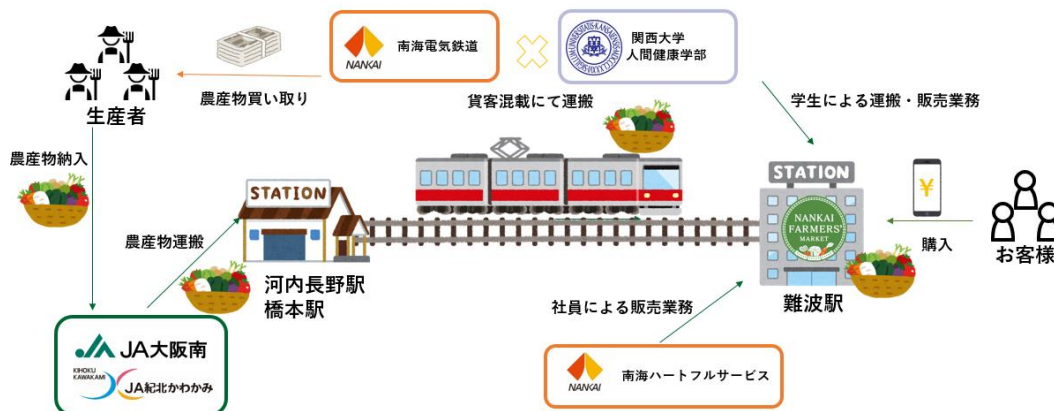 南海電気鉄道
NANKAI
関西大学
人間健康学部
農産物買い取り
生産者
貨客混載にて運搬
学生による運搬・販売業務
農産物納入
STATION
STATION
¥
NANKAI
FARMERS'
MARKET
農産物運搬
購入
お客様
河内長野駅
橋本駅
難波駅
社員による販売業務
JA大阪南
KIHOKU
KAWAKAMI
JA紀北かわかみ
NANKAI
南海ハートフルサービス